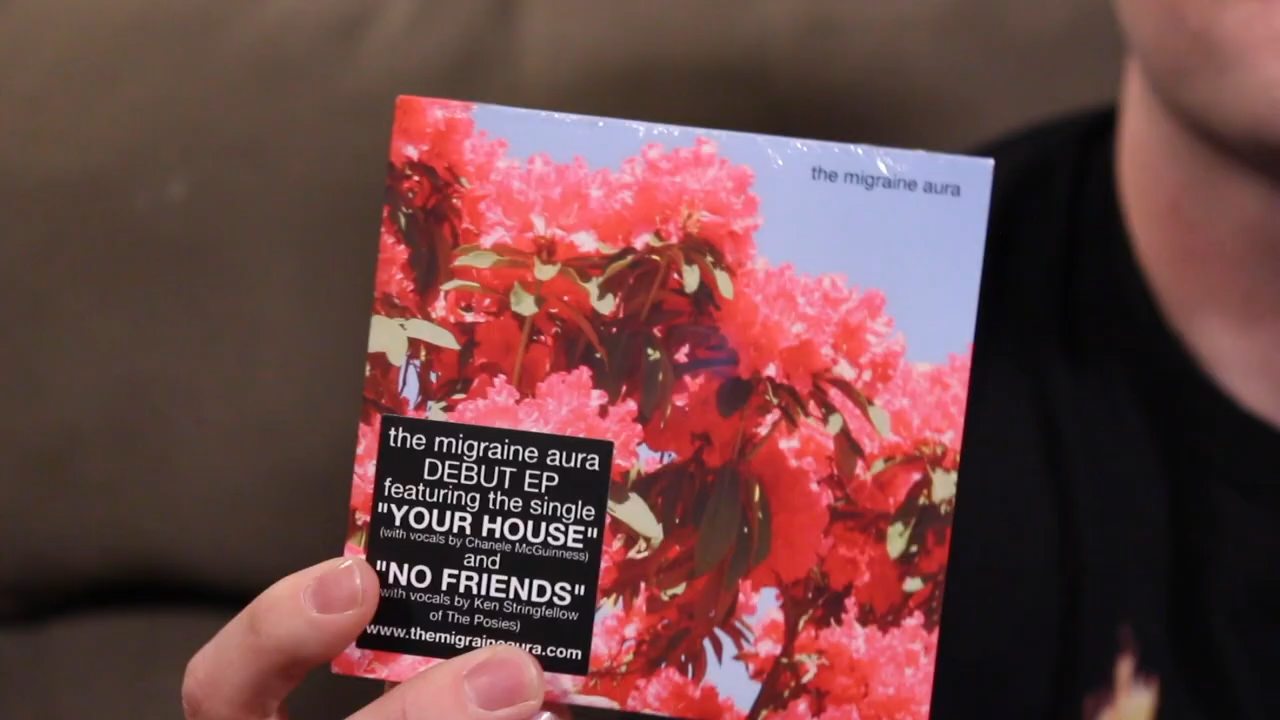 the migraine aura
the migraine aura
DEBUT EP
featuring the single
"YOUR HOUSE"
(with vocals by Chanele McGuinness)
and
"NO FRIENDS"
with vocals by Ken Stringfellow
of The Posies)
www.themigraineaura.com